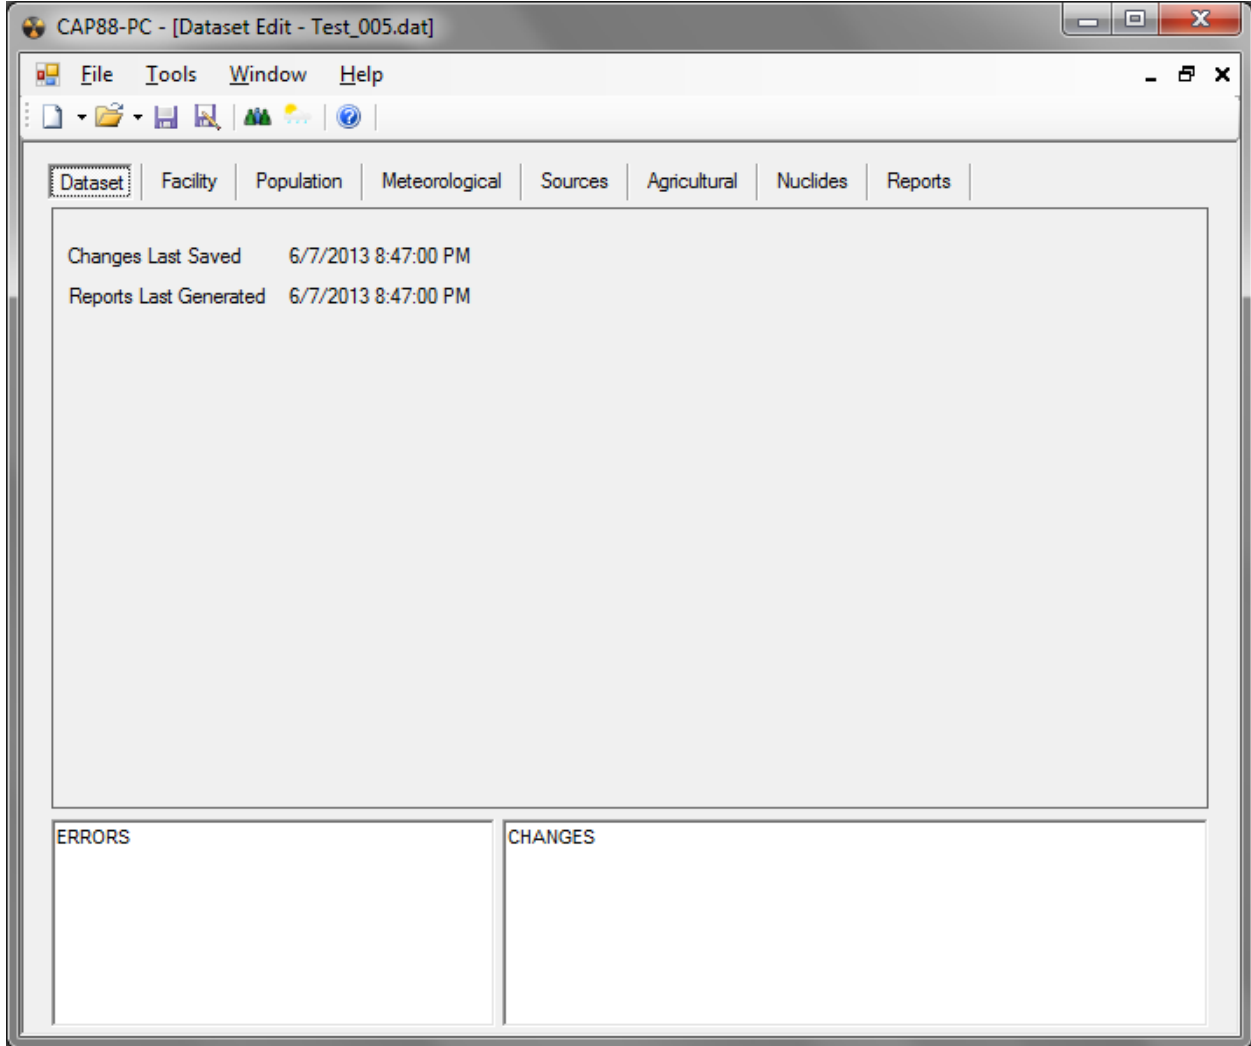 CAP88-PC - [Dataset Edit - Test_005.dat]
File Tools Window Help
Dataset Facility Population Meteorological Sources Agricultural Nuclides Reports
Changes Last Saved 6/7/2013 8:47:00 PM
Reports Last Generated 6/7/2013 8:47:00 PM
ERRORS CHANGES